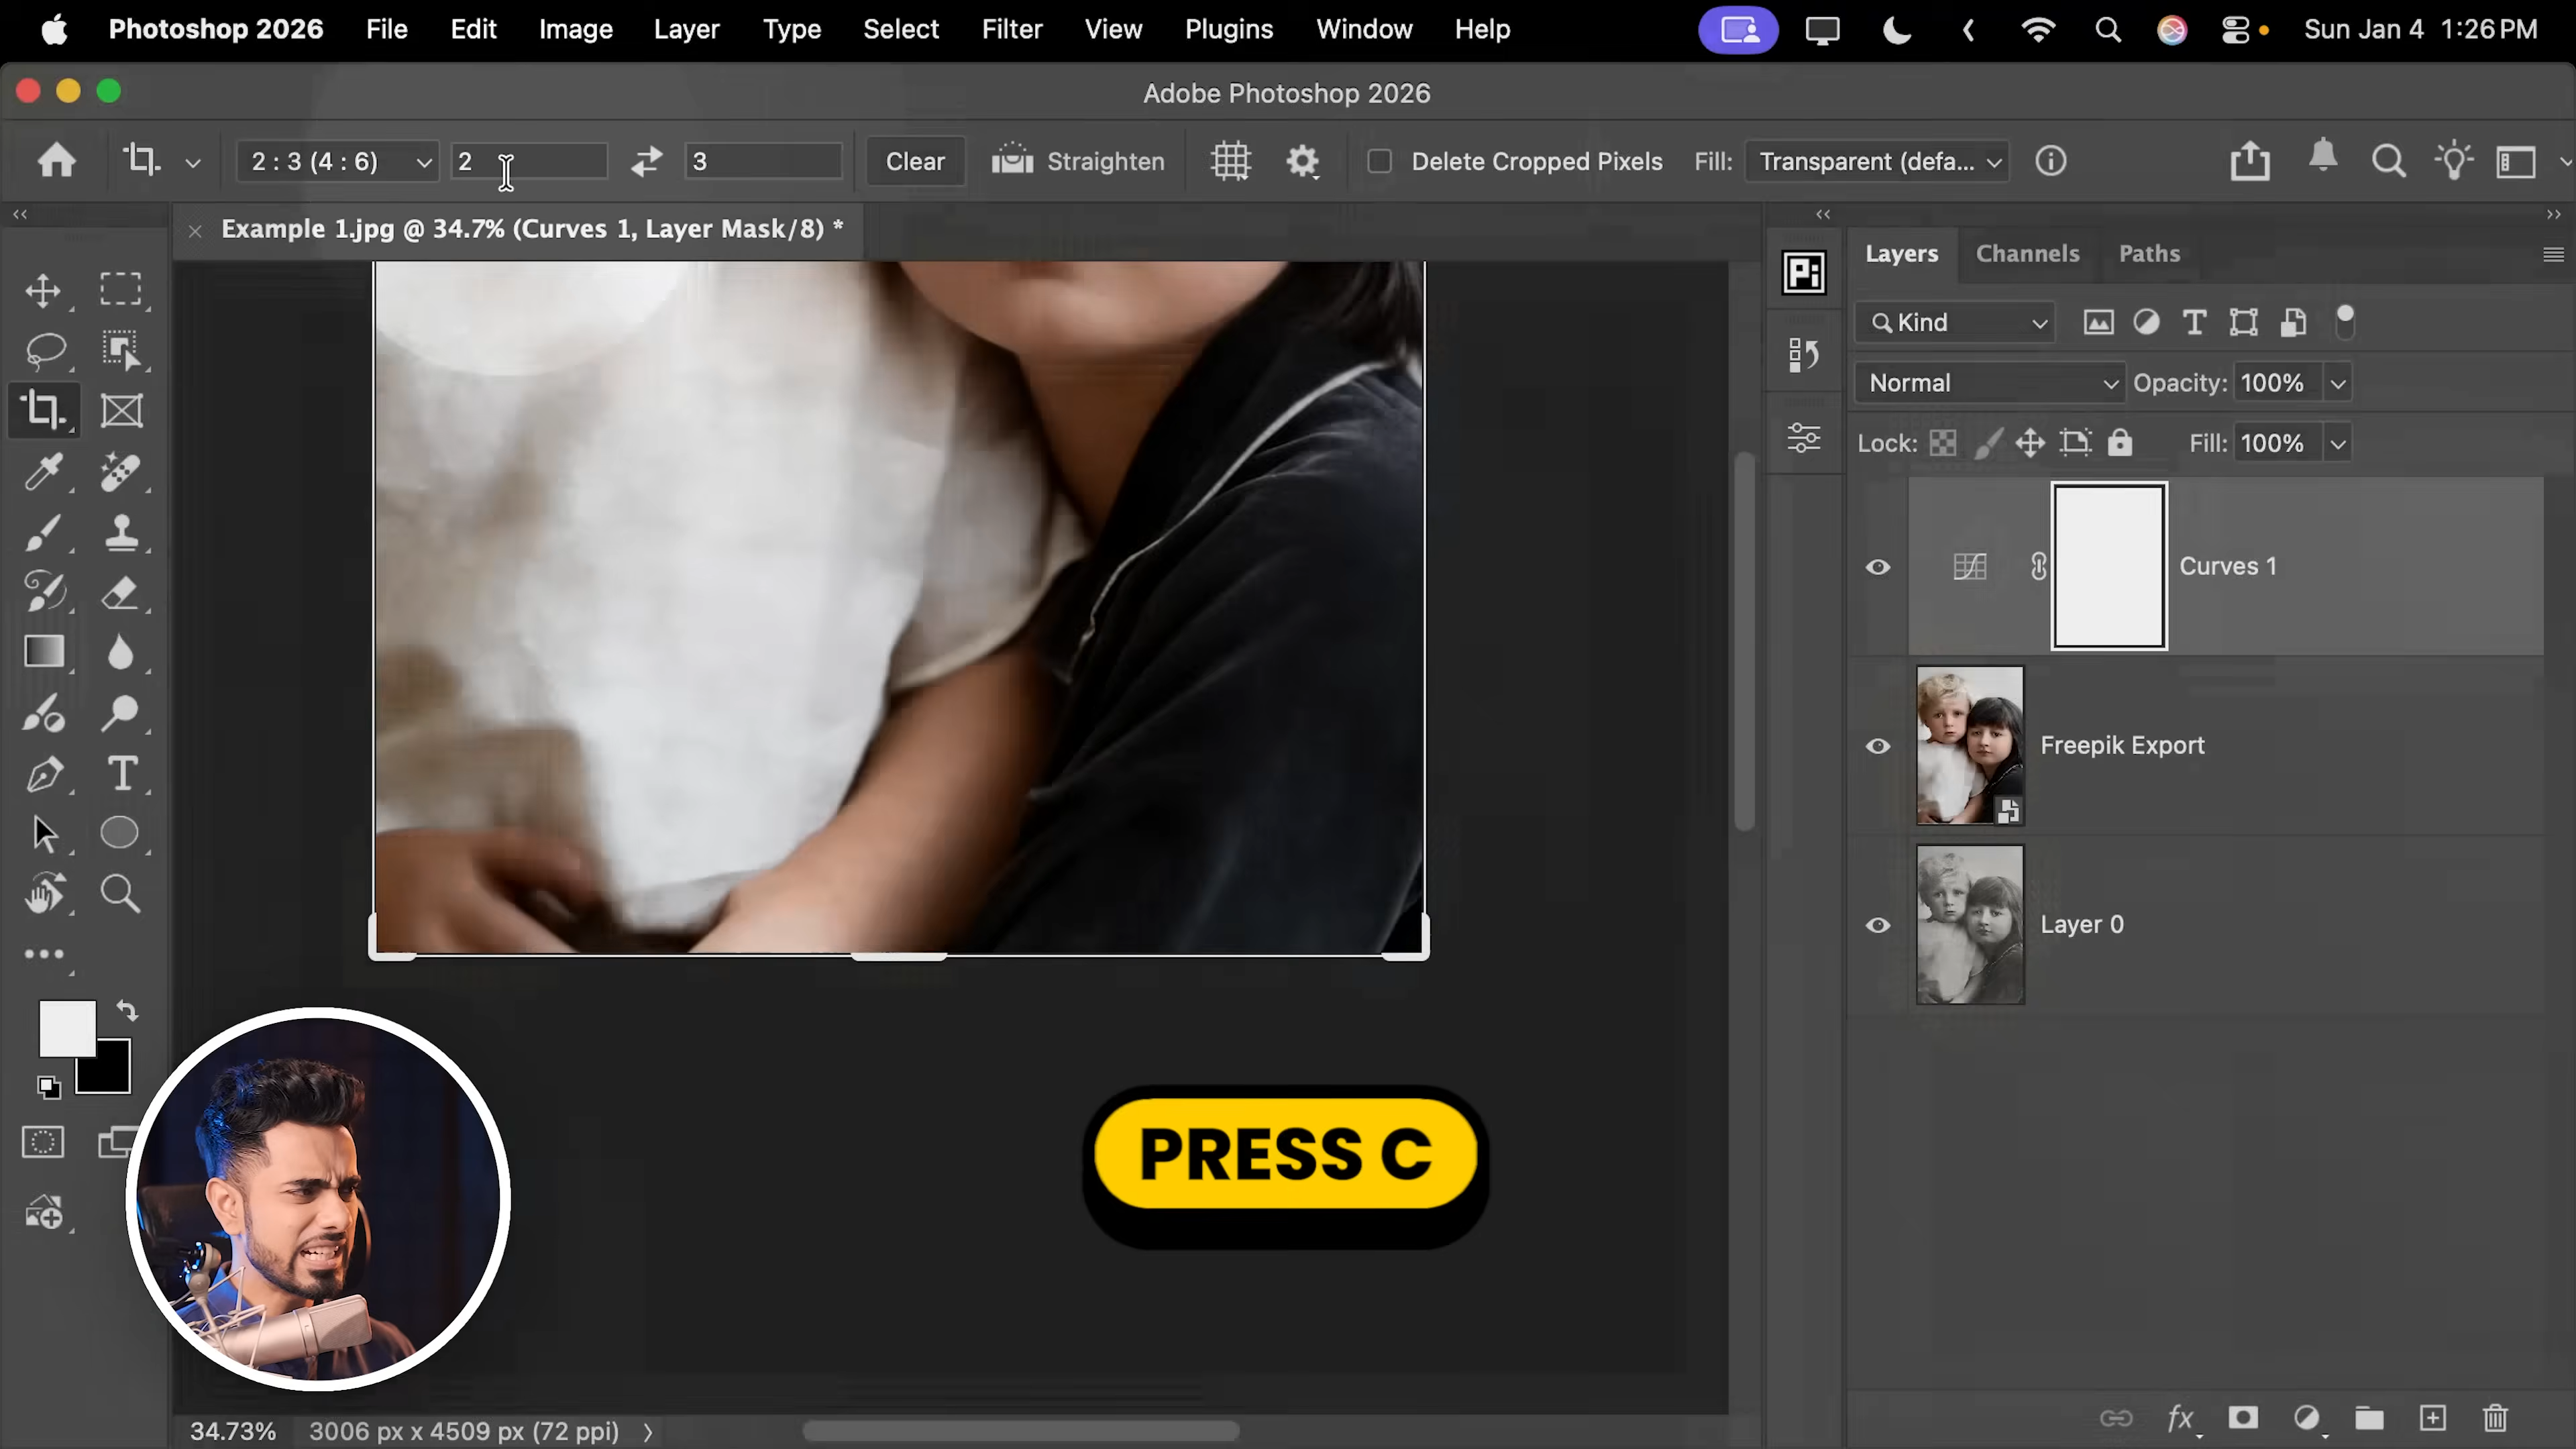 Photoshop 2026 File Edit Image Layer Type Select Filter View Plugins Window Help Sun Jan 4 1:26 PM
Adobe Photoshop 2026
2 : 3 (4 : 6) 2 3 Clear Straighten Delete Cropped Pixels Fill: Transparent (defa...
Example 1.jpg @ 34.7% (Curves 1, Layer Mask/8) *
Layers Channels Paths
Pi
Kind
Normal Opacity: 100%
Lock: Fill: 100%
Curves 1
Freepik Export
Layer 0
PRESS C
34.73% 3006 px x 4509 px (72 ppi)
fx